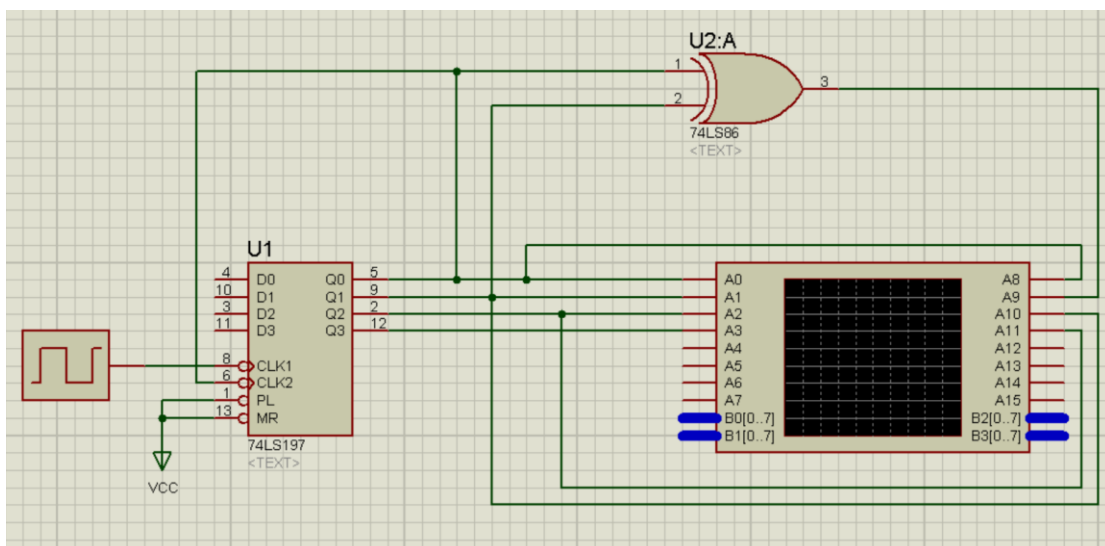 U2:A
1
2
3
74LS86
<TEXT>
U1
4 D0 Q0 5
10 D1 Q1 9
3 D2 Q2 2
11 D3 Q3 12
8 CLK1
6 CLK2
1 PL
13 MR
74LS197
<TEXT>
VCC
A0 A8
A1 A9
A2 A10
A3 A11
A4 A12
A5 A13
A6 A14
A7 A15
B0[0..7] B2[0..7]
B1[0..7] B3[0..7]